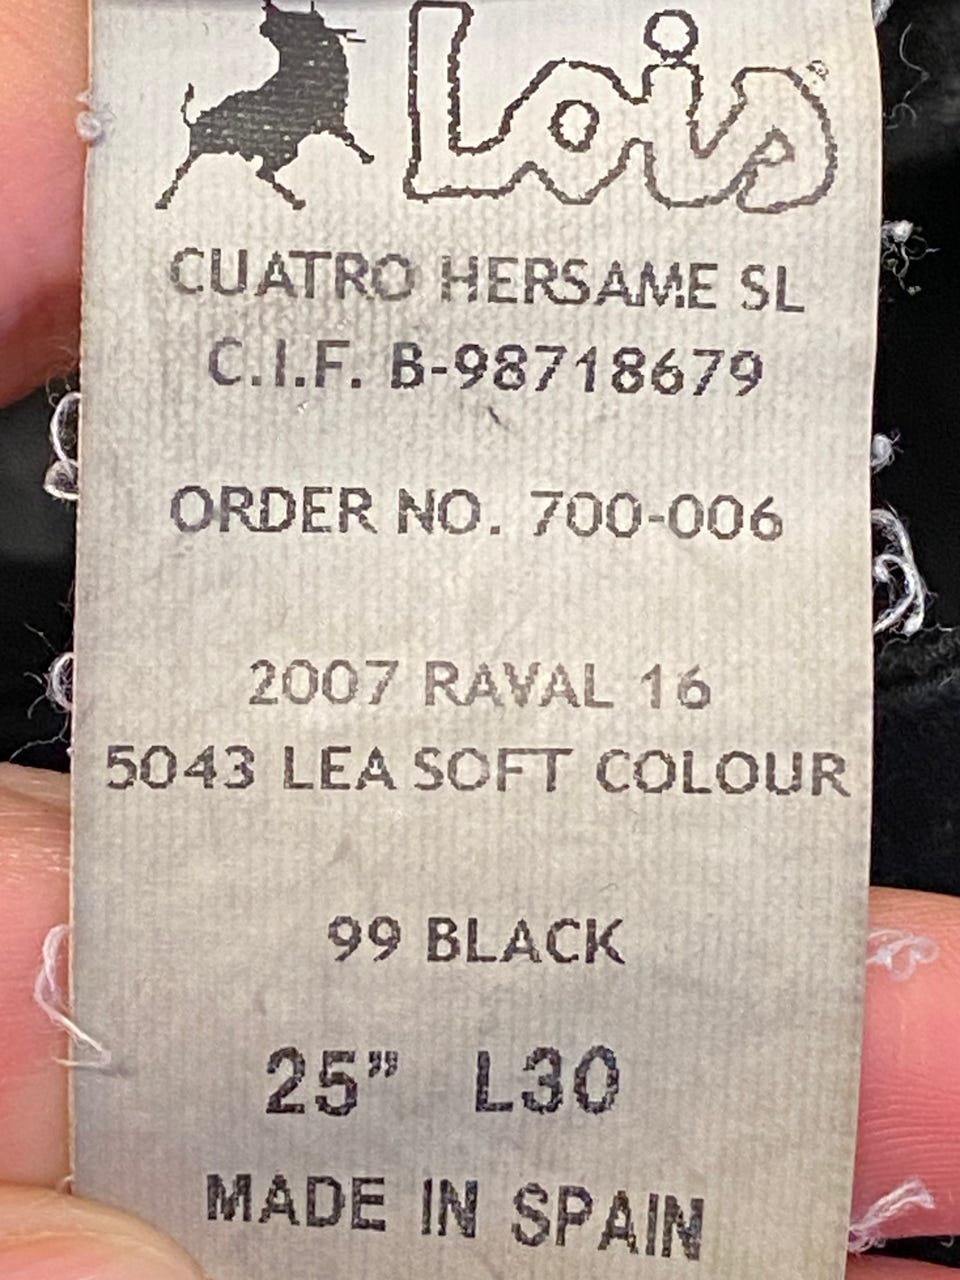 Lois
CUATRO HERSAME SL
C.I.F. B-98718679
ORDER NO. 700-006
2007 RAVAL 16
5043 LEA SOFT COLOUR
99 BLACK
25” L30
MADE IN SPAIN